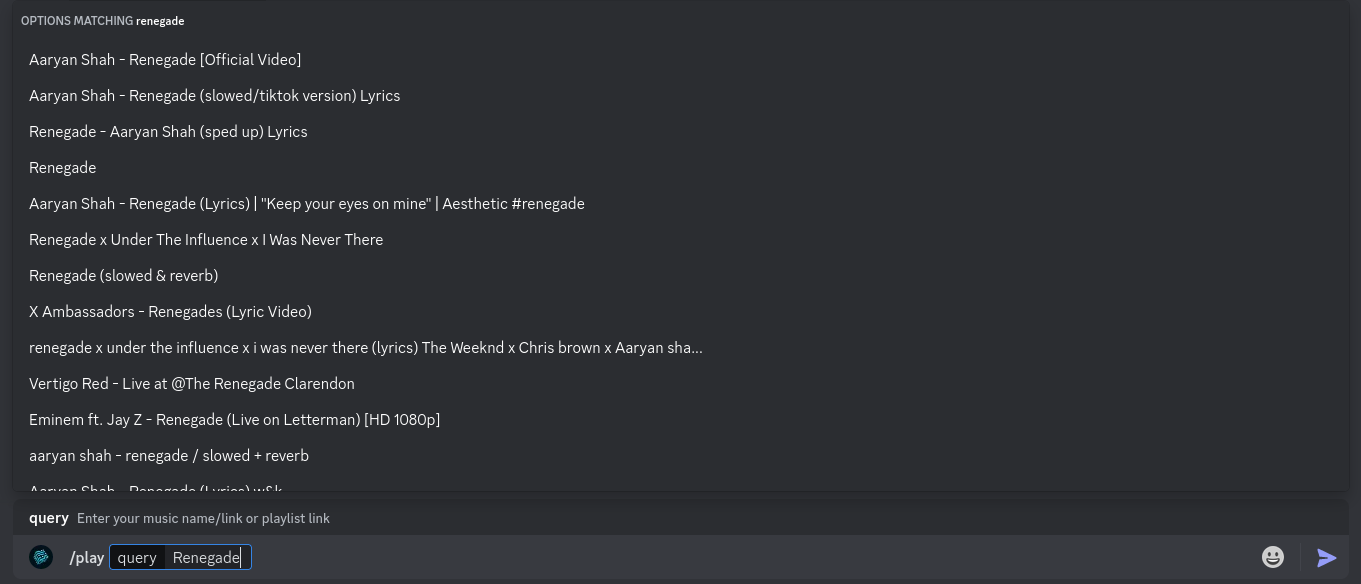 OPTIONS MATCHING renegade
Aaryan Shah - Renegade [Official Video]
Aaryan Shah - Renegade (slowed/tiktok version) Lyrics
Renegade - Aaryan Shah (sped up) Lyrics
Renegade
Aaryan Shah - Renegade (Lyrics) | "Keep your eyes on mine" | Aesthetic #renegade
Renegade x Under The Influence x I Was Never There
Renegade (slowed & reverb)
X Ambassadors - Renegades (Lyric Video)
renegade x under the influence x i was never there (lyrics) The Weeknd x Chris brown x Aaryan sha...
Vertigo Red - Live at @The Renegade Clarendon
Eminem ft. Jay Z - Renegade (Live on Letterman) [HD 1080p]
aaryan shah - renegade / slowed + reverb
Aaryan Shah - Renegade (Lyrics) w&k
query Enter your music name/link or playlist link
/play query Renegade